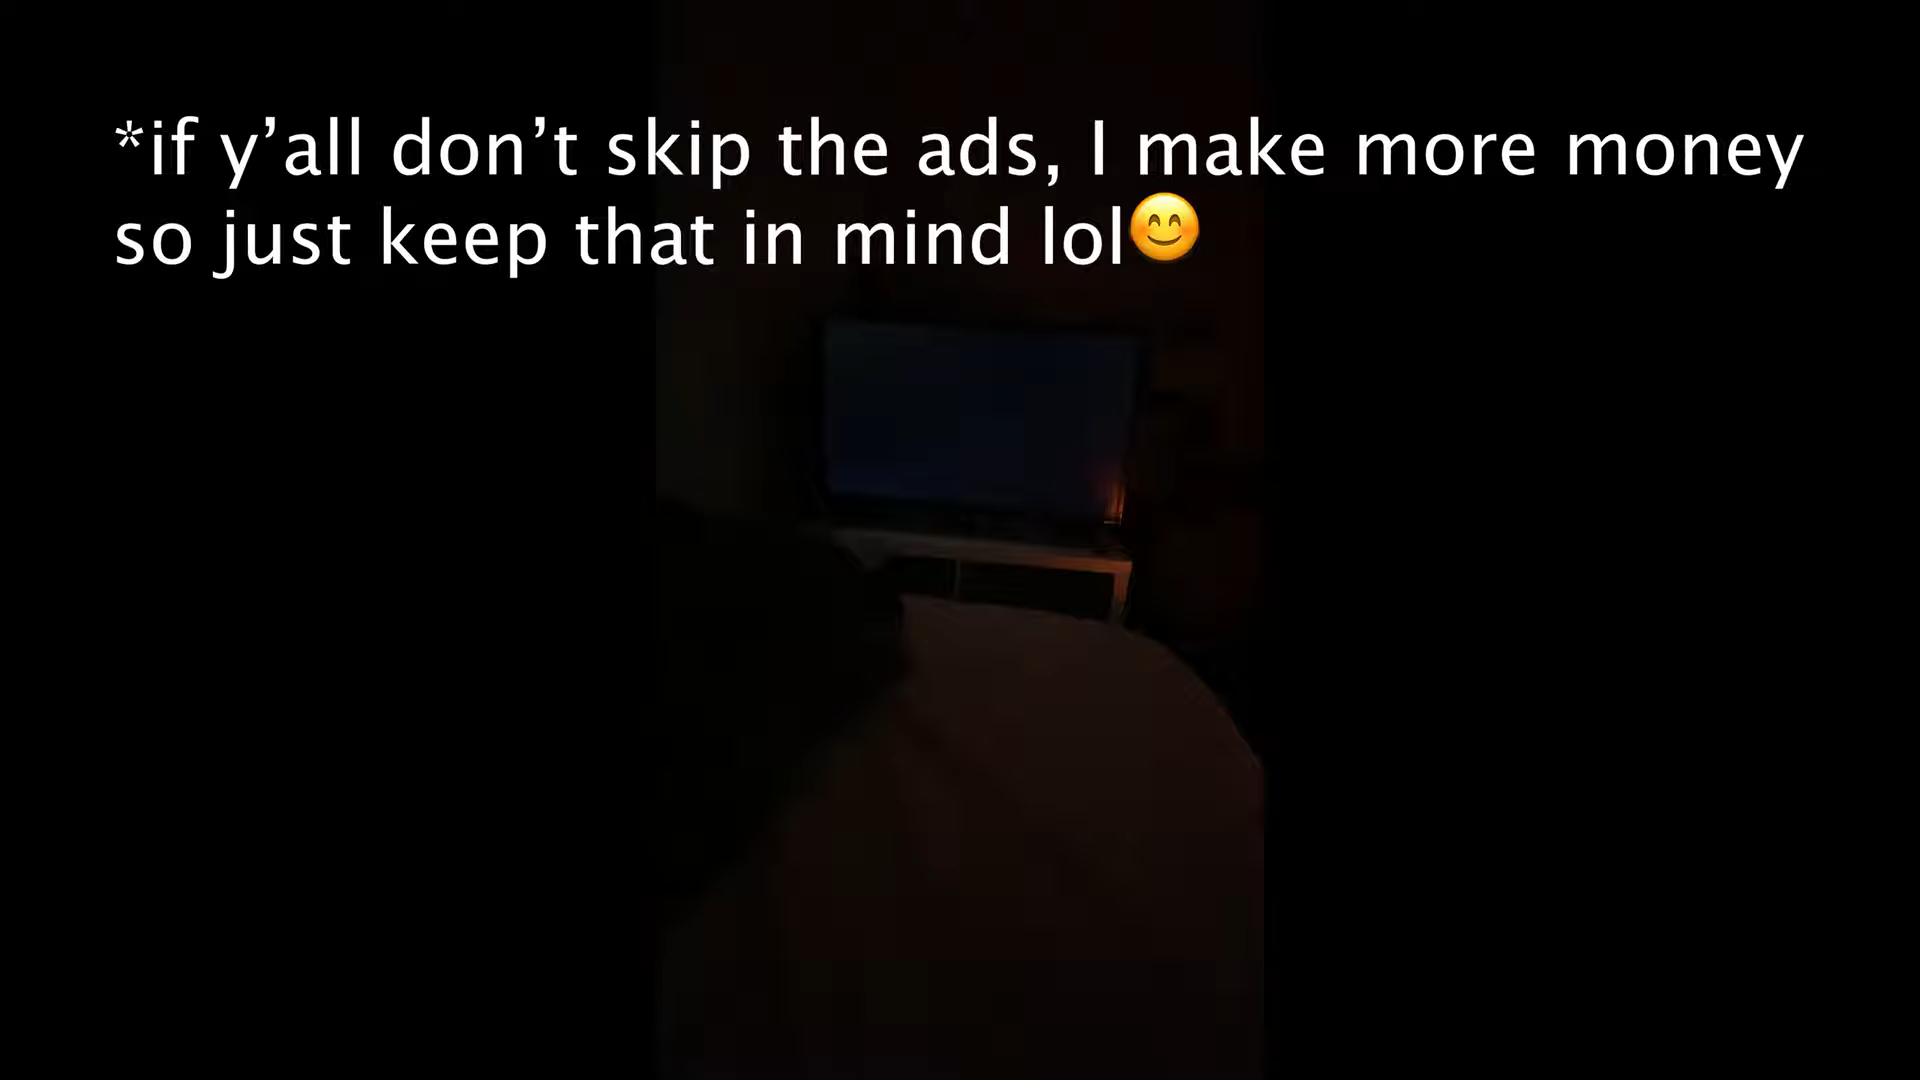 *if y’all don’t skip the ads, I make more money
so just keep that in mind lol😊